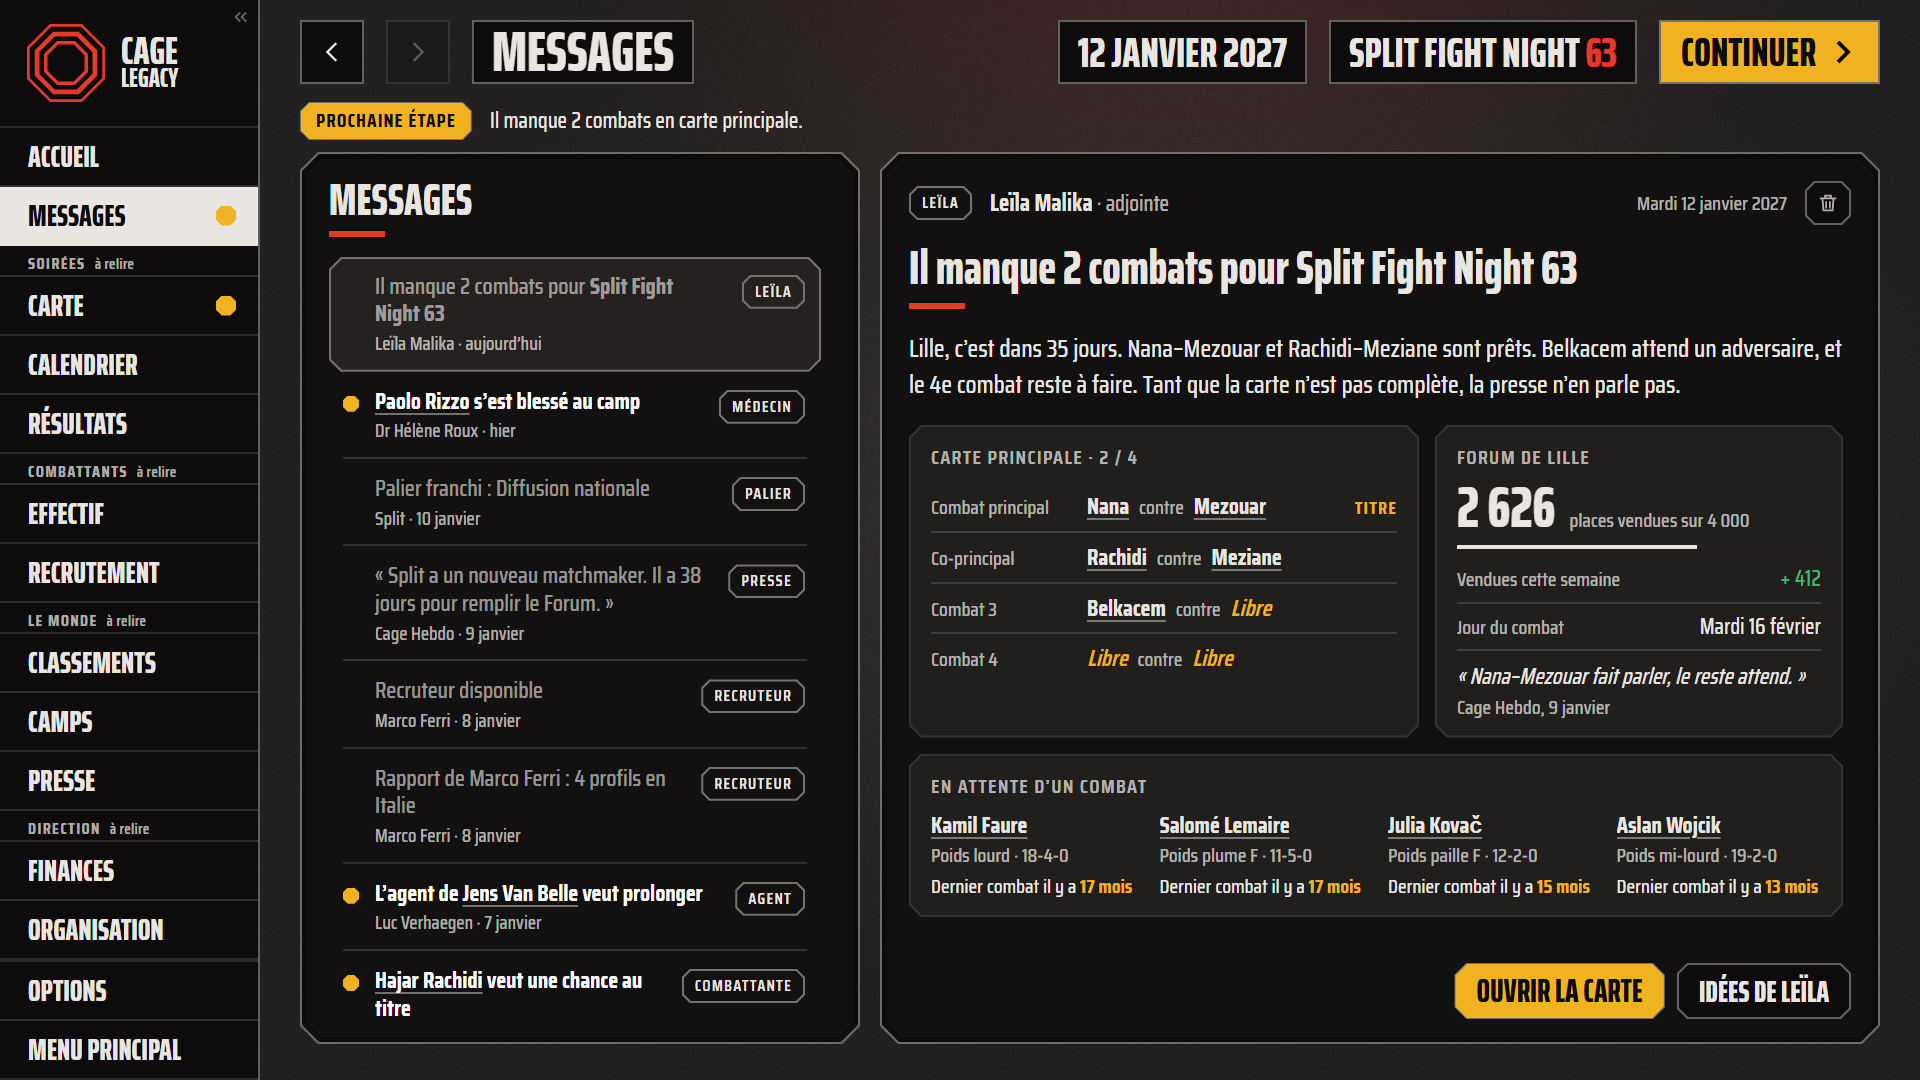 CAGE
LEGACY
«
ACCUEIL
MESSAGES
SOIRÉES à relire
CARTE
CALENDRIER
RÉSULTATS
COMBATTANTS à relire
EFFECTIF
RECRUTEMENT
LE MONDE à relire
CLASSEMENTS
CAMPS
PRESSE
DIRECTION à relire
FINANCES
ORGANISATION
OPTIONS
MENU PRINCIPAL
MESSAGES
12 JANVIER 2027
SPLIT FIGHT NIGHT 63
CONTINUER
PROCHAINE ÉTAPE Il manque 2 combats en carte principale.
MESSAGES
Il manque 2 combats pour Split Fight
Night 63
LEÏLA
Leïla Malika · aujourd’hui
Paolo Rizzo s’est blessé au camp
MÉDECIN
Dr Hélène Roux · hier
Palier franchi : Diffusion nationale
PALIER
Split · 10 janvier
« Split a un nouveau matchmaker. Il a 38
jours pour remplir le Forum. »
PRESSE
Cage Hebdo · 9 janvier
Recruteur disponible
RECRUTEUR
Marco Ferri · 8 janvier
Rapport de Marco Ferri : 4 profils en
Italie
RECRUTEUR
Marco Ferri · 8 janvier
L’agent de Jens Van Belle veut prolonger
AGENT
Luc Verhaegen · 7 janvier
Hajar Rachidi veut une chance au
titre
COMBATTANTE
LEÏLA Leïla Malika · adjointe
Mardi 12 janvier 2027
Il manque 2 combats pour Split Fight Night 63
Lille, c’est dans 35 jours. Nana–Mezouar et Rachidi–Meziane sont prêts. Belkacem attend un adversaire, et
le 4e combat reste à faire. Tant que la carte n’est pas complète, la presse n’en parle pas.
CARTE PRINCIPALE · 2 / 4
Combat principal Nana contre Mezouar TITRE
Co-principal Rachidi contre Meziane
Combat 3 Belkacem contre Libre
Combat 4 Libre contre Libre
FORUM DE LILLE
2 626 places vendues sur 4 000
Vendues cette semaine + 412
Jour du combat Mardi 16 février
« Nana–Mezouar fait parler, le reste attend. »
Cage Hebdo, 9 janvier
EN ATTENTE D’UN COMBAT
Kamil Faure
Poids lourd · 18-4-0
Dernier combat il y a 17 mois
Salomé Lemaire
Poids plume F · 11-5-0
Dernier combat il y a 17 mois
Julia Kovač
Poids paille F · 12-2-0
Dernier combat il y a 15 mois
Aslan Wojcik
Poids mi-lourd · 19-2-0
Dernier combat il y a 13 mois
OUVRIR LA CARTE
IDÉES DE LEÏLA